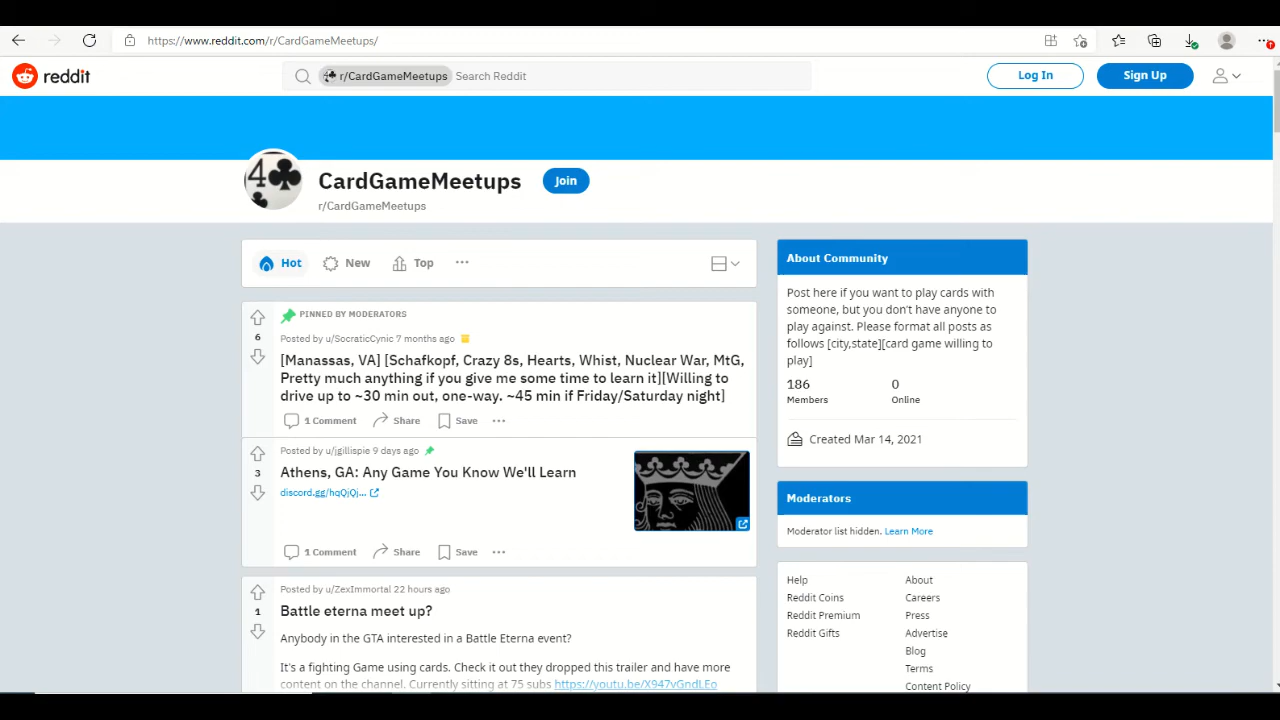 https://www.reddit.com/r/CardGameMeetups/
reddit
r/CardGameMeetups Search Reddit
Log In
Sign Up
4
CardGameMeetups
Join
r/CardGameMeetups
Hot
New
Top
PINNED BY MODERATORS
6
Posted by u/SocraticCynic 7 months ago
[Manassas, VA] [Schafkopf, Crazy 8s, Hearts, Whist, Nuclear War, MtG,
Pretty much anything if you give me some time to learn it][Willing to
drive up to ~30 min out, one-way. ~45 min if Friday/Saturday night]
1 Comment
Share
Save
Posted by u/jgillispie 9 days ago
3
Athens, GA: Any Game You Know We'll Learn
discord.gg/hqQjQj...
1 Comment
Share
Save
Posted by u/ZexImmortal 22 hours ago
1
Battle eterna meet up?
Anybody in the GTA interested in a Battle Eterna event?
It's a fighting Game using cards. Check it out they dropped this trailer and have more
content on the channel. Currently sitting at 75 subs https://youtu.be/X947vGndLEo
About Community
Post here if you want to play cards with
someone, but you don't have anyone to
play against. Please format all posts as
follows [city,state][card game willing to
play]
186
Members
0
Online
Created Mar 14, 2021
Moderators
Moderator list hidden. Learn More
Help
Reddit Coins
Reddit Premium
Reddit Gifts
About
Careers
Press
Advertise
Blog
Terms
Content Policy